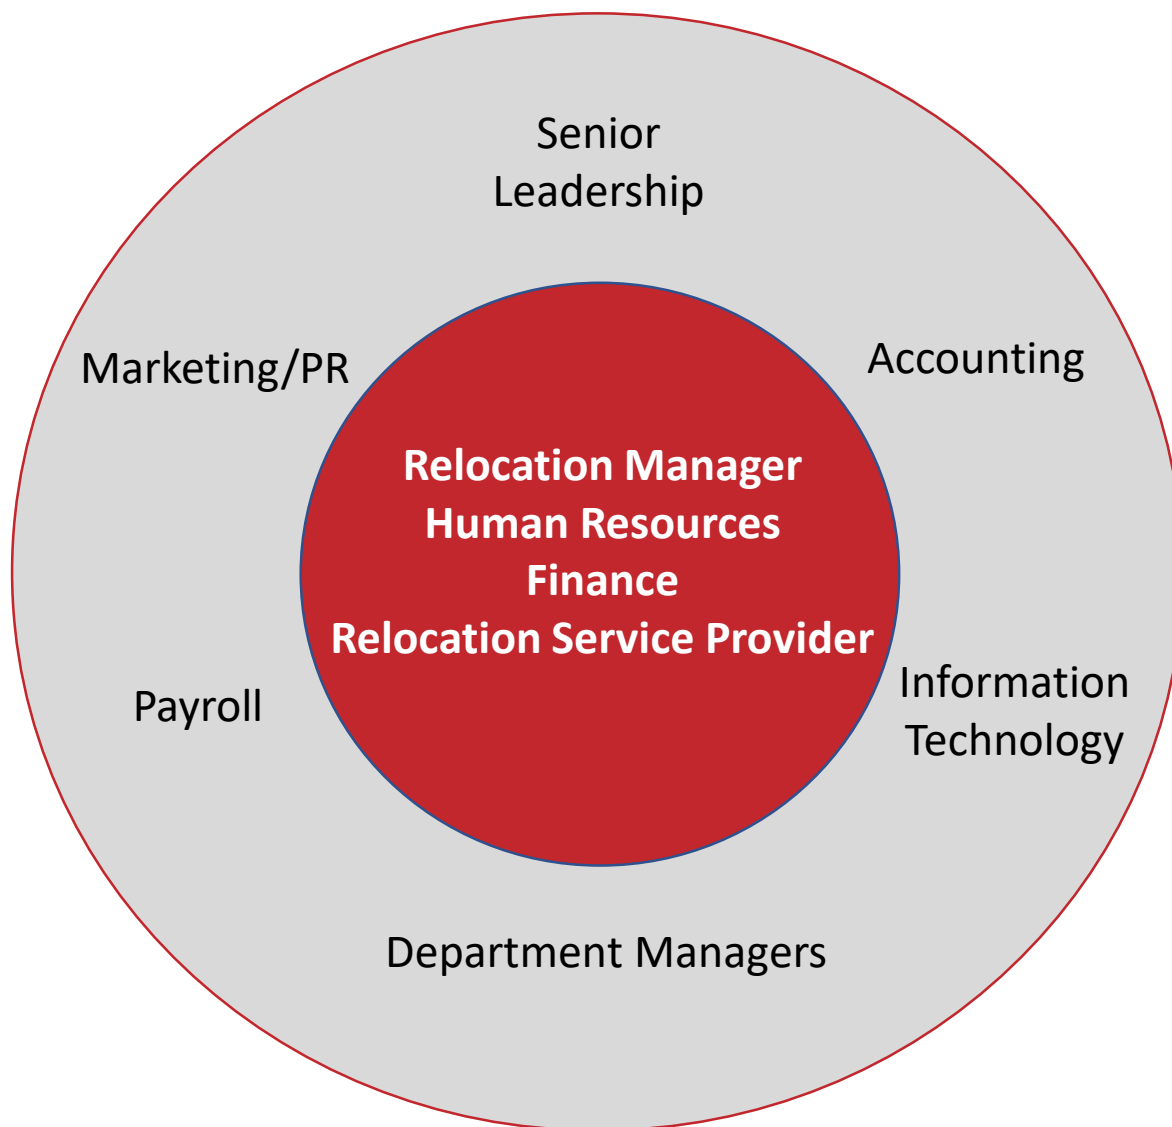 Senior
Leadership
Marketing/PR
Accounting
Relocation Manager
Human Resources
Finance
Relocation Service Provider
Payroll
Information
Technology
Department Managers